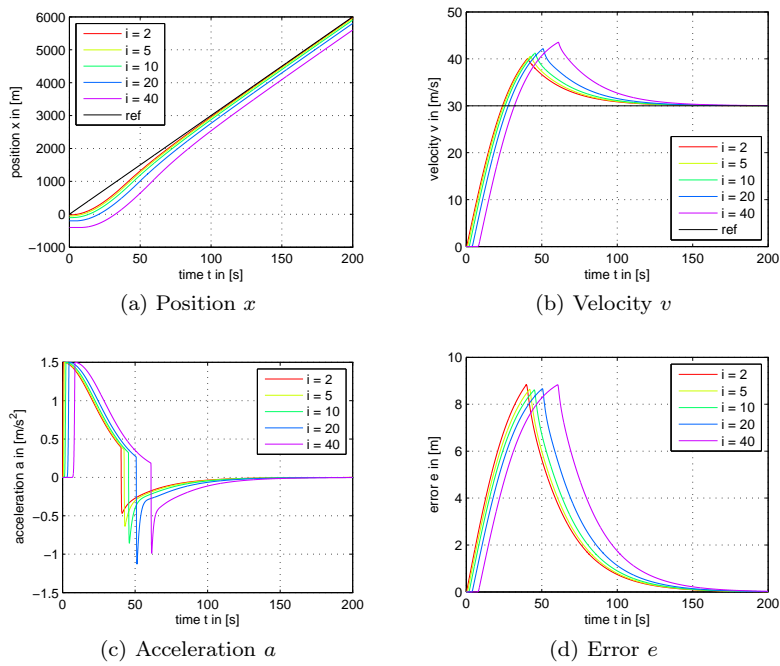 6000
5000
4000
3000
2000
1000
0
−1000
position x in [m]
i = 2
i = 5
i = 10
i = 20
i = 40
ref
0 50 100 150 200
time t in [s]
(a) Position x
50
40
30
20
10
0
velocity v in [m/s]
i = 2
i = 5
i = 10
i = 20
i = 40
ref
0 50 100 150 200
time t in [s]
(b) Velocity v
1.5
1
0.5
0
−0.5
−1
−1.5
acceleration a in [m/s²]
i = 2
i = 5
i = 10
i = 20
i = 40
0 50 100 150 200
time t in [s]
(c) Acceleration a
10
8
6
4
2
0
error e in [m]
i = 2
i = 5
i = 10
i = 20
i = 40
0 50 100 150 200
time t in [s]
(d) Error e